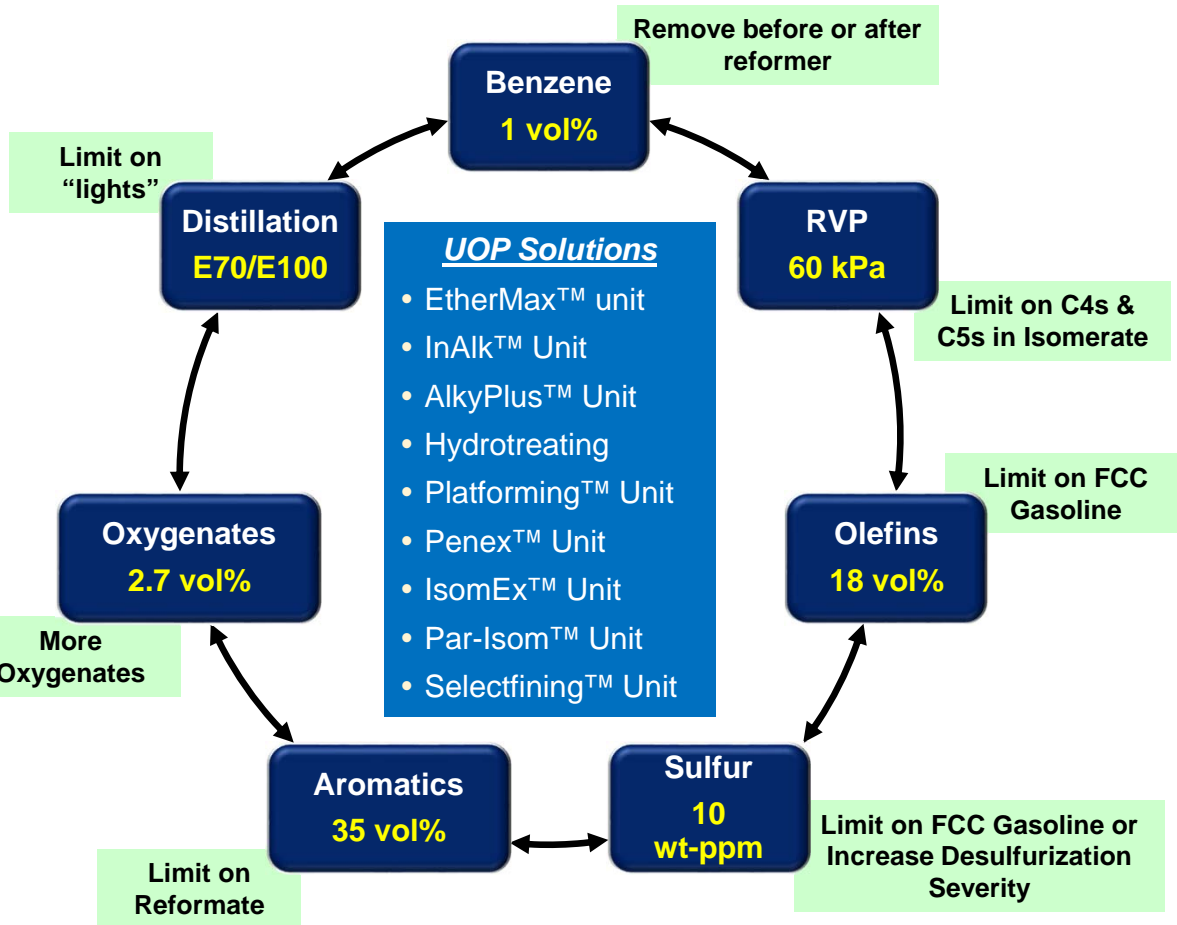 Remove before or after
reformer
Benzene
1 vol%
Limit on
“lights”
Distillation
E70/E100
RVP
60 kPa
Limit on C4s &
C5s in Isomerate
UOP Solutions
• EtherMax™ unit
• InAlk™ Unit
• AlkyPlus™ Unit
• Hydrotreating
• Platforming™ Unit
• Penex™ Unit
• IsomEx™ Unit
• Par-Isom™ Unit
• Selectfining™ Unit
Limit on FCC
Gasoline
Olefins
18 vol%
Oxygenates
2.7 vol%
More
Oxygenates
Aromatics
35 vol%
Limit on
Reformate
Sulfur
10
wt-ppm
Limit on FCC Gasoline or
Increase Desulfurization
Severity